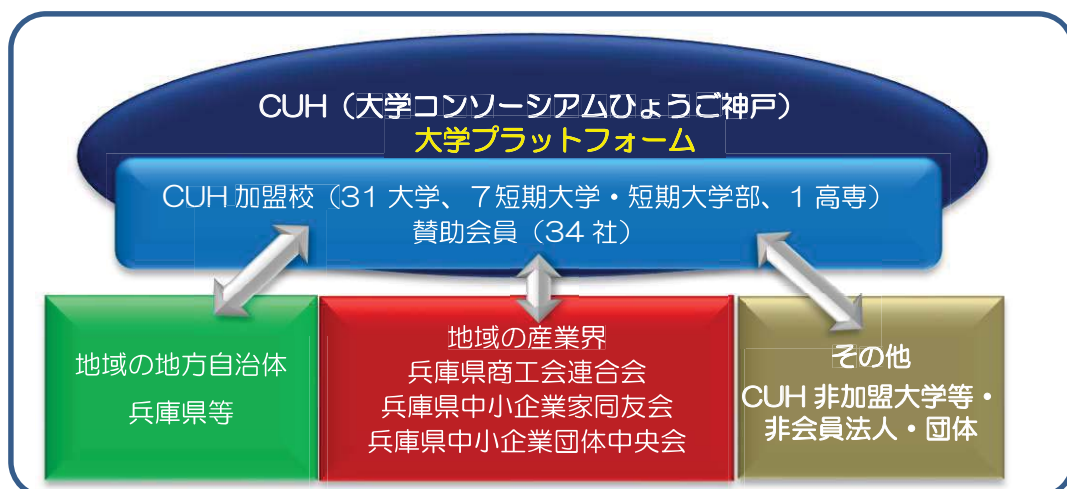 CUH（大学コンソーシアムひょうご神戸）
大学プラットフォーム
CUH 加盟校（31 大学、７短期大学・短期大学部、１高専）
賛助会員（34 社）
地域の地方自治体
兵庫県等
地域の産業界
兵庫県商工会連合会
兵庫県中小企業家同友会
兵庫県中小企業団体中央会
その他
CUH 非加盟大学等・
非会員法人・団体